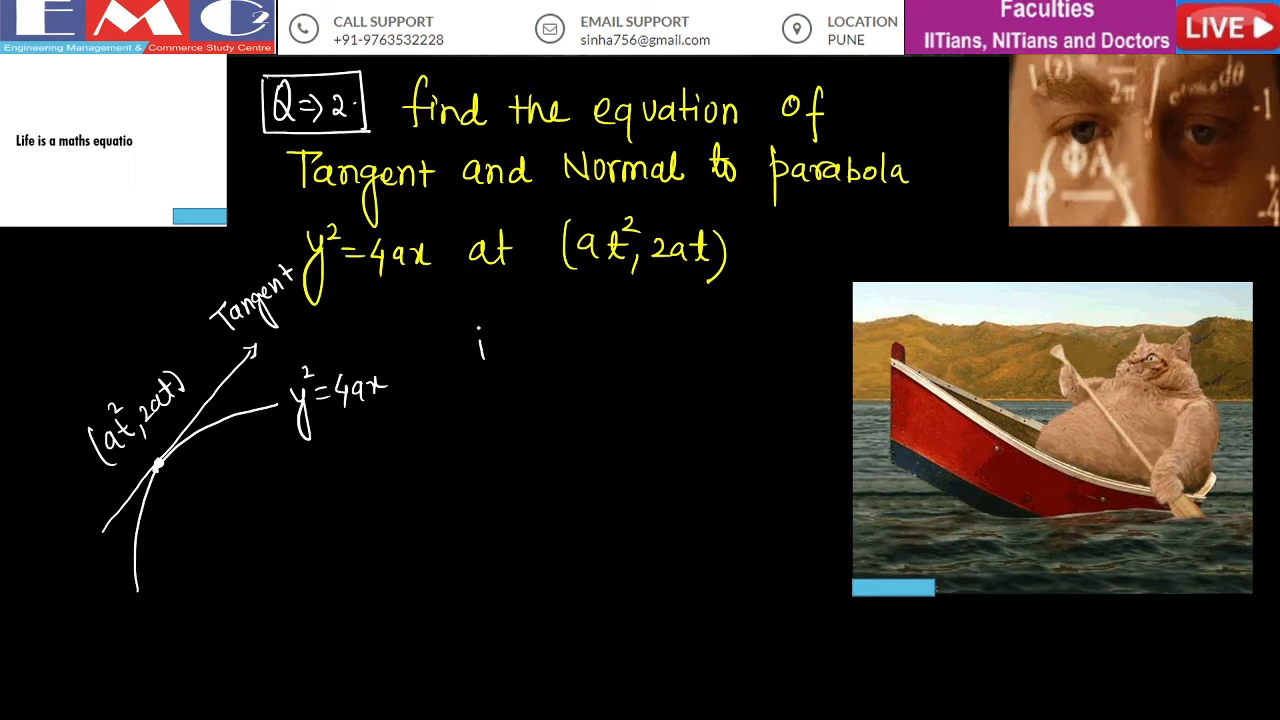 EMC2
Engineering Management & Commerce Study Centre
CALL SUPPORT
+91-9763532228
EMAIL SUPPORT
sinha756@gmail.com
LOCATION
PUNE
Faculties
IITians, NITians and Doctors
LIVE
Life is a maths equatio
Q⇒2. find the equation of
Tangent and Normal to parabola
y²=4ax at (at², 2at)
Tangent
(at², 2at)
y²=4ax
i